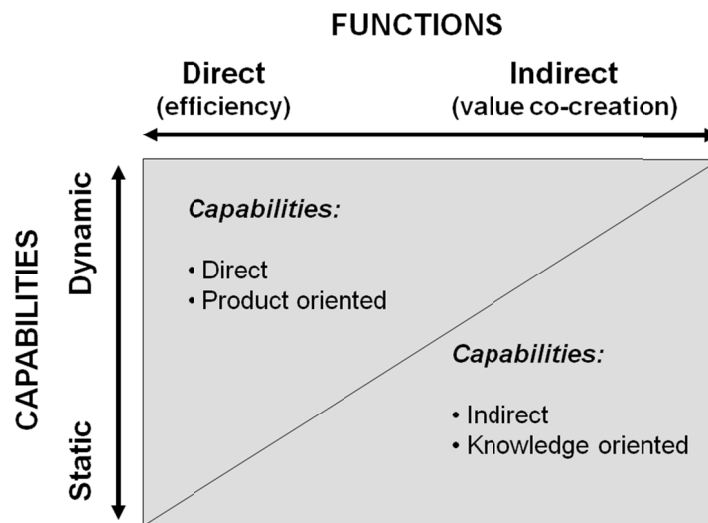 FUNCTIONS
Direct
(efficiency)
Indirect
(value co-creation)
CAPABILITIES
Dynamic
Static
Capabilities:
• Direct
• Product oriented
Capabilities:
• Indirect
• Knowledge oriented